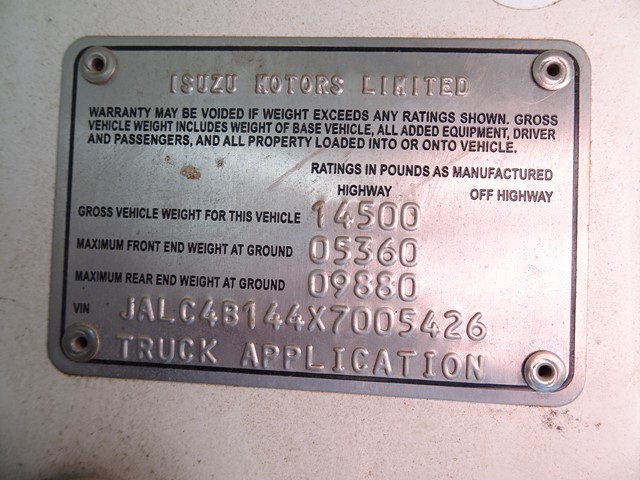 ISUZU MOTORS LIMITED
WARRANTY MAY BE VOIDED IF WEIGHT EXCEEDS ANY RATINGS SHOWN. GROSS
VEHICLE WEIGHT INCLUDES WEIGHT OF BASE VEHICLE, ALL ADDED EQUIPMENT, DRIVER
AND PASSENGERS, AND ALL PROPERTY LOADED INTO OR ONTO VEHICLE.
RATINGS IN POUNDS AS MANUFACTURED
HIGHWAY OFF HIGHWAY
GROSS VEHICLE WEIGHT FOR THIS VEHICLE 14500
MAXIMUM FRONT END WEIGHT AT GROUND 05360
MAXIMUM REAR END WEIGHT AT GROUND 09880
VIN JALC4B144X7005426
TRUCK APPLICATION